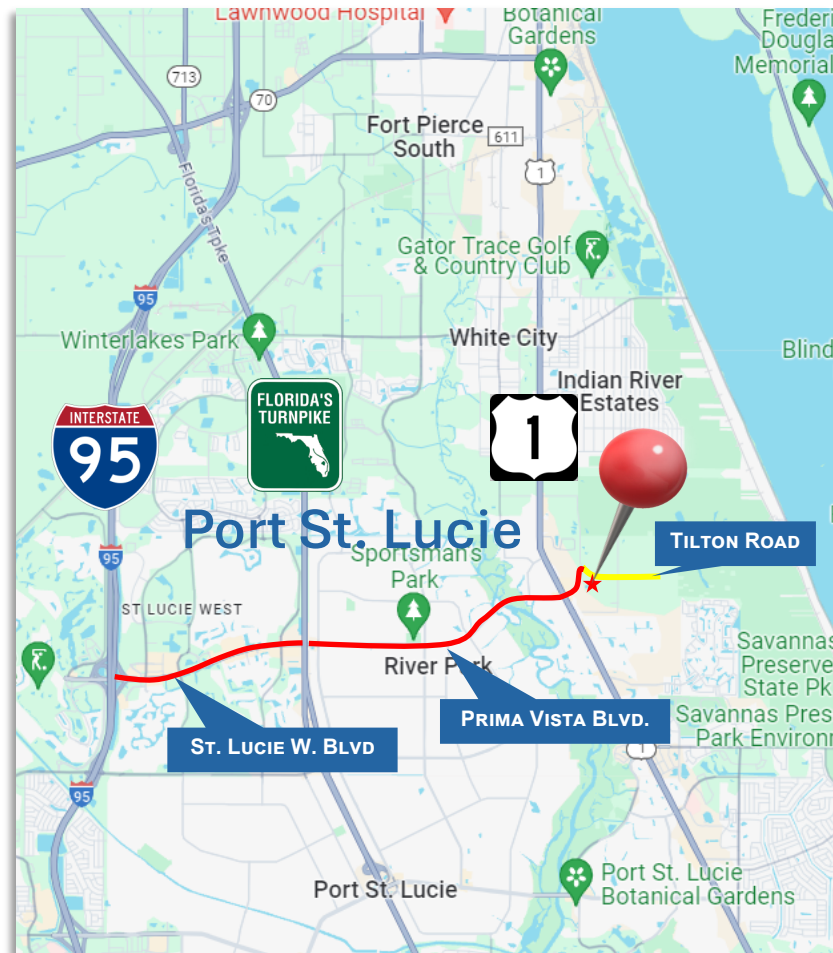 Lawnwood Hospital
Botanical
Gardens
Frederi
Dougla
Memorial
713
70
Fort Pierce
South
611
1
Florida's Tpke
Gator Trace Golf
& Country Club
95
Winterlakes Park
White City
Blind
Indian River
Estates
INTERSTATE
95
FLORIDA'S
TURNPIKE
1
Port St. Lucie
TILTON ROAD
95
Sportsman's
Park
ST LUCIE WEST
River Park
Savannas
Preserve
State Pk
PRIMA VISTA BLVD.
Savannas Pres
Park Environm
ST. LUCIE W. BLVD
1
95
Port St. Lucie
Port St. Lucie
Botanical Gardens